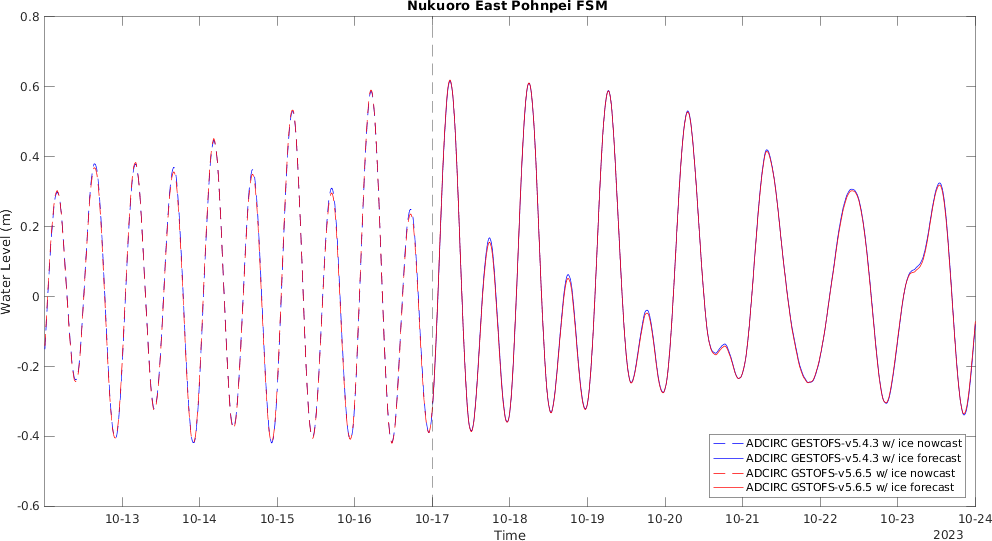 Nukuoro East Pohnpei FSM
Water Level (m)
0.8
0.6
0.4
0.2
0
-0.2
-0.4
-0.6
ADCIRC GESTOFS-v5.4.3 w/ ice nowcast
ADCIRC GESTOFS-v5.4.3 w/ ice forecast
ADCIRC GSTOFS-v5.6.5 w/ ice nowcast
ADCIRC GSTOFS-v5.6.5 w/ ice forecast
10-13 10-14 10-15 10-16 10-17 10-18 10-19 10-20 10-21 10-22 10-23 10-24
Time
2023